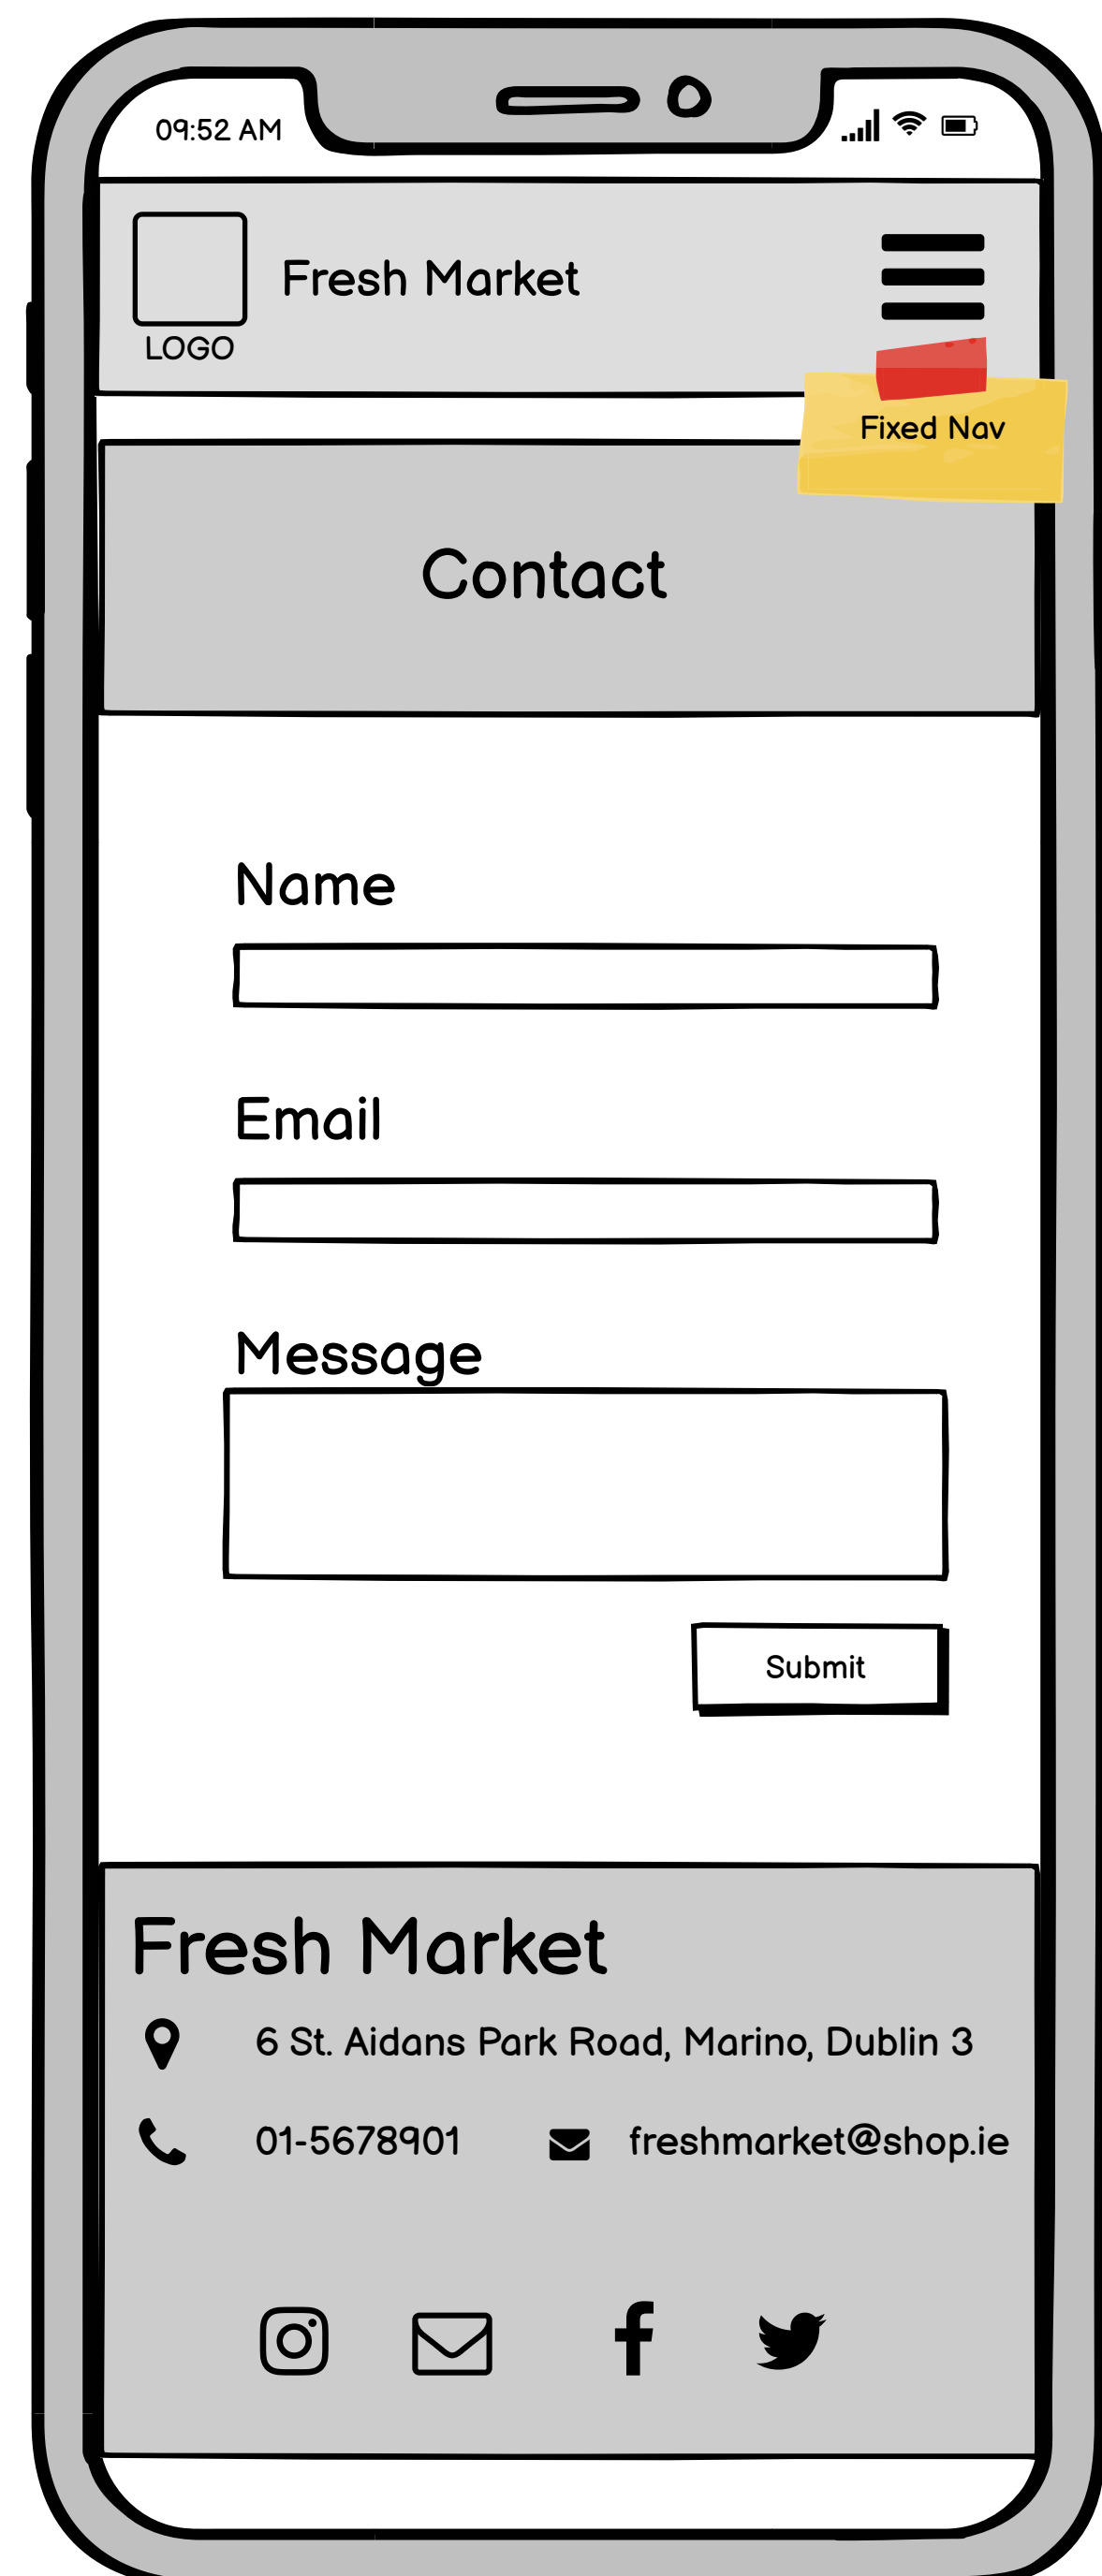 09:52 AM
Fresh Market
LOGO
Fixed Nav
Contact
Name
Email
Message
Submit
Fresh Market
6 St. Aidans Park Road, Marino, Dublin 3
01-5678901 freshmarket@shop.ie